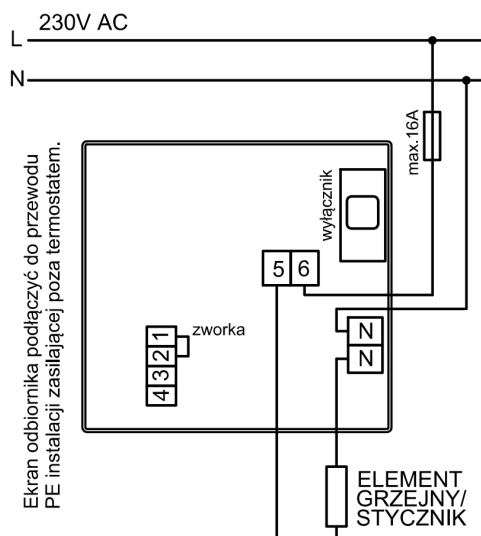 230V AC
L
N
max.16A
Ekran odbiornika podłączyć do przewodu
PE instalacji zasilającej poza termostatem.
wyłącznik
5 6
N
N
1
2
3
4
zworka
ELEMENT
GRZEJNY/
STYCZNIK